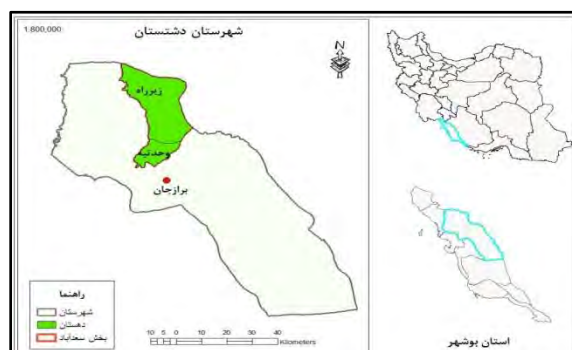 1:800,000
شهرستان دشتستان
N
زیرراه
وحدتیه
برازجان
راهنما
شهرستان
دهستان
بخش سعدآباد
10 5 0 10 20 30 40
Kilometers
استان بوشهر